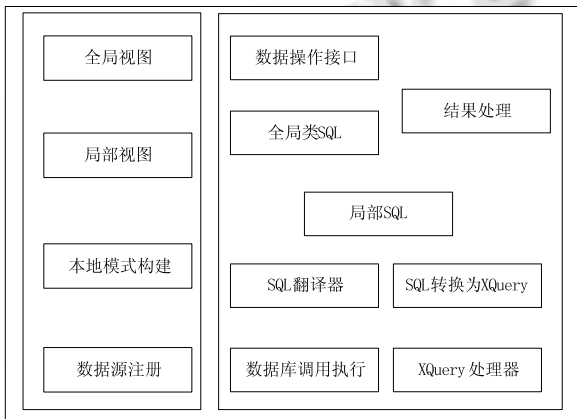 全局视图
局部视图
本地模式构建
数据源注册
数据操作接口
结果处理
全局类SQL
局部SQL
SQL翻译器
SQL转换为XQuery
数据库调用执行
XQuery处理器